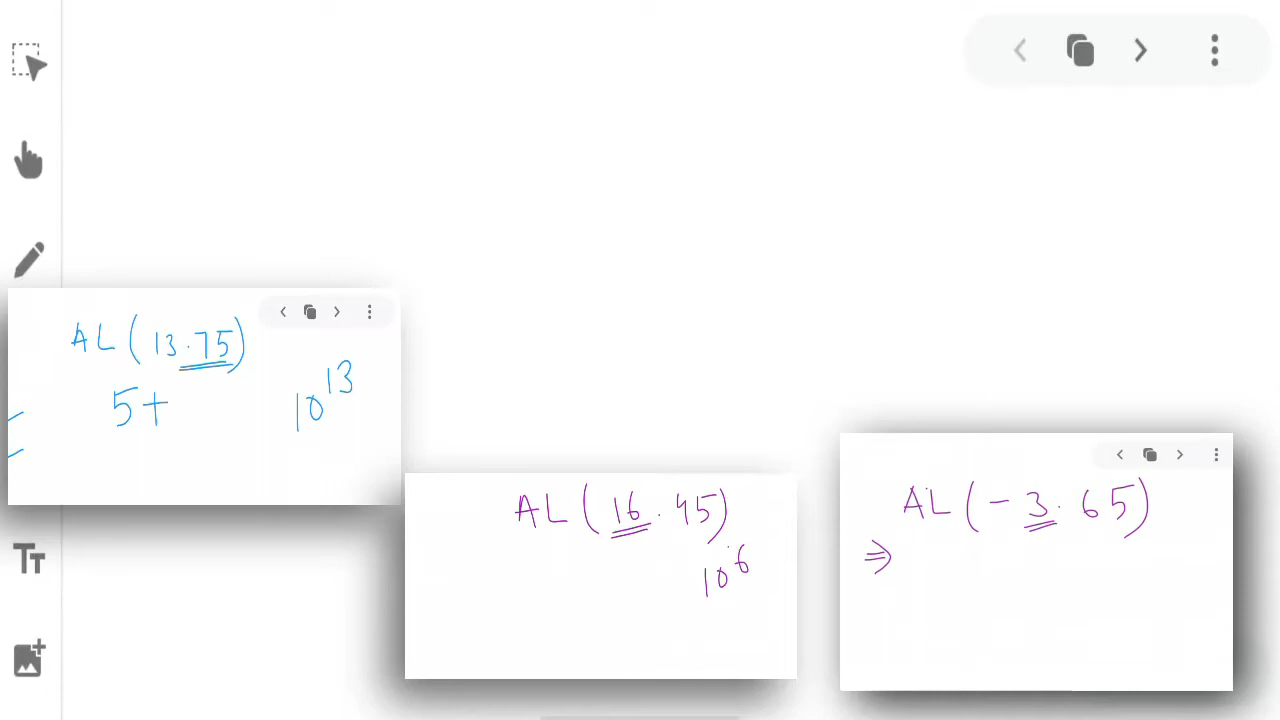 AL (13.75)
5+ 10^13
AL (16.45)
10^6
AL (-3.65)
⇒